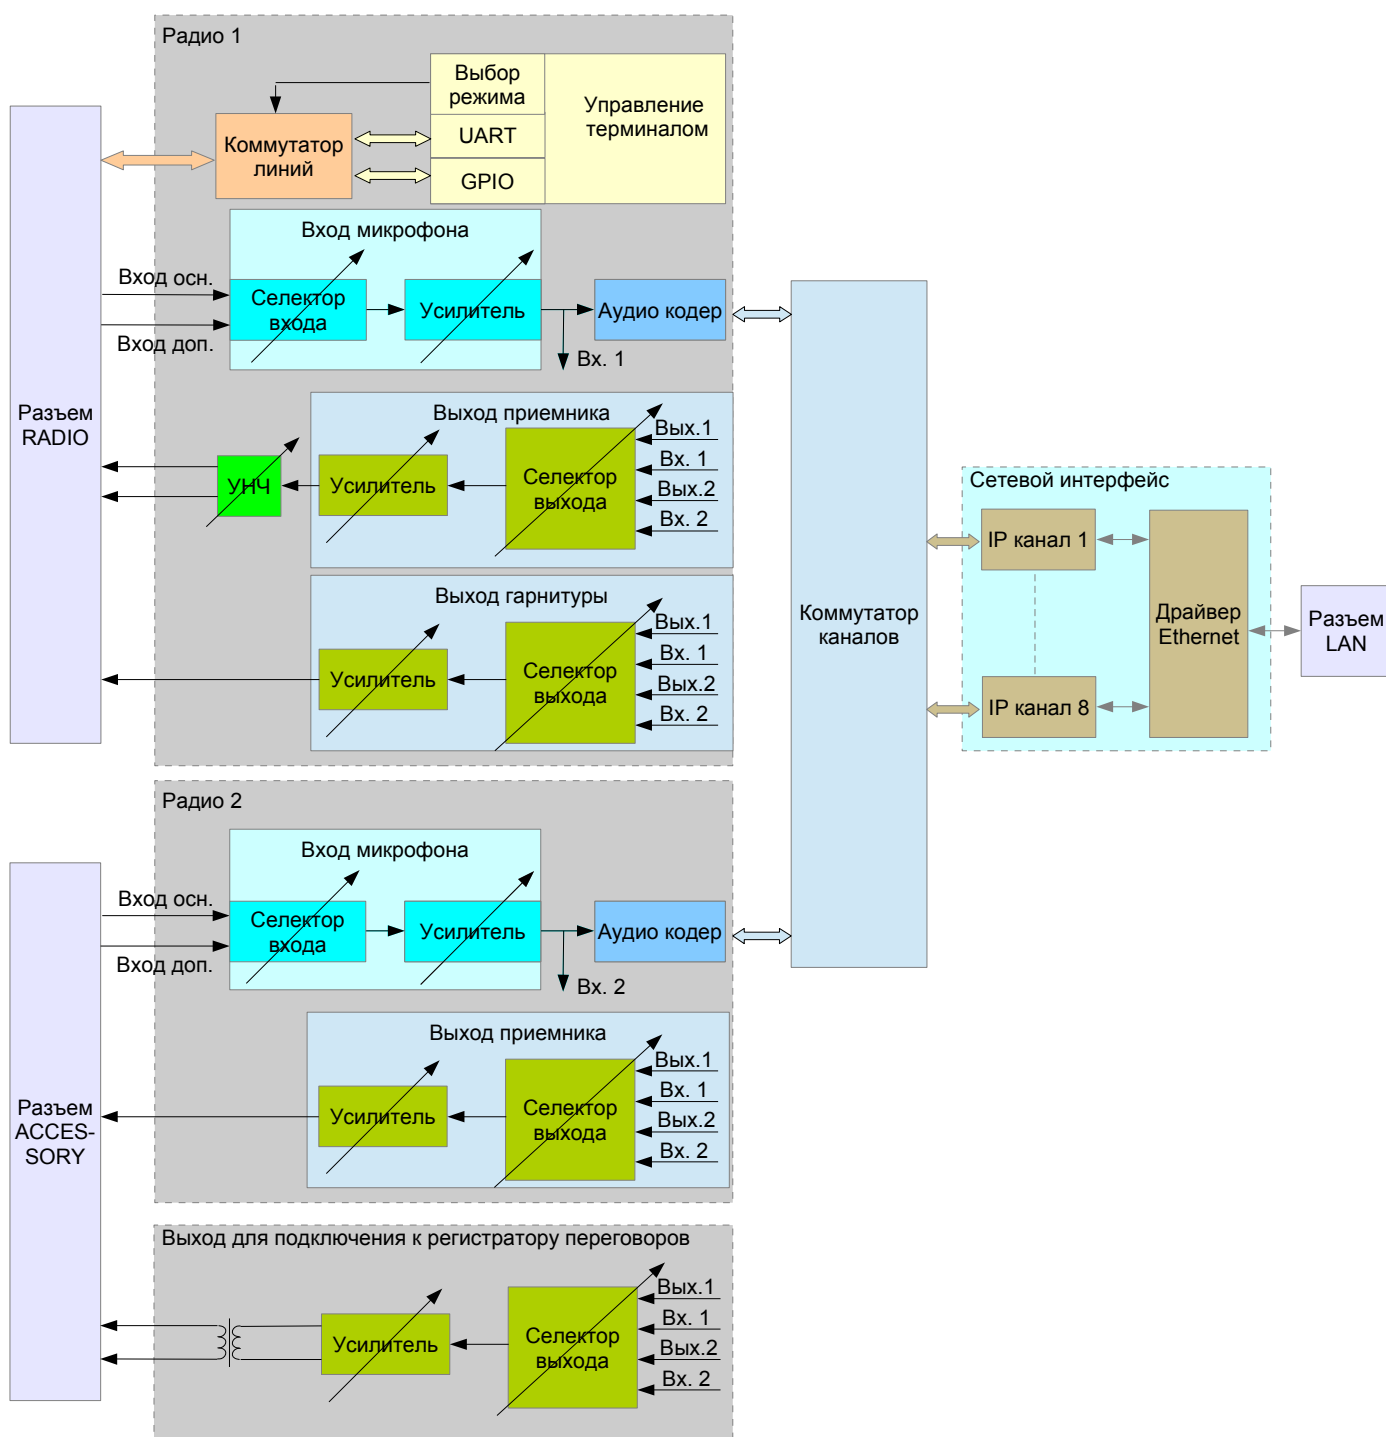 Радио 1
Выбор
режима
UART
GPIO
Управление
терминалом
Коммутатор
линий
Вход микрофона
Вход осн.
Вход доп.
Селектор
входа
Усилитель
Аудио кодер
Вх. 1
Разъем
RADIO
Выход приемника
УНЧ
Усилитель
Селектор
выхода
Вых.1
Вх. 1
Вых.2
Вх. 2
Выход гарнитуры
Усилитель
Селектор
выхода
Вых.1
Вх. 1
Вых.2
Вх. 2
Коммутатор
каналов
Сетевой интерфейс
IP канал 1
IP канал 8
Драйвер
Ethernet
Разъем
LAN
Радио 2
Вход микрофона
Вход осн.
Вход доп.
Селектор
входа
Усилитель
Аудио кодер
Вх. 2
Разъем
ACCES-
SORY
Выход приемника
Усилитель
Селектор
выхода
Вых.1
Вх. 1
Вых.2
Вх. 2
Выход для подключения к регистратору переговоров
Усилитель
Селектор
выхода
Вых.1
Вх. 1
Вых.2
Вх. 2